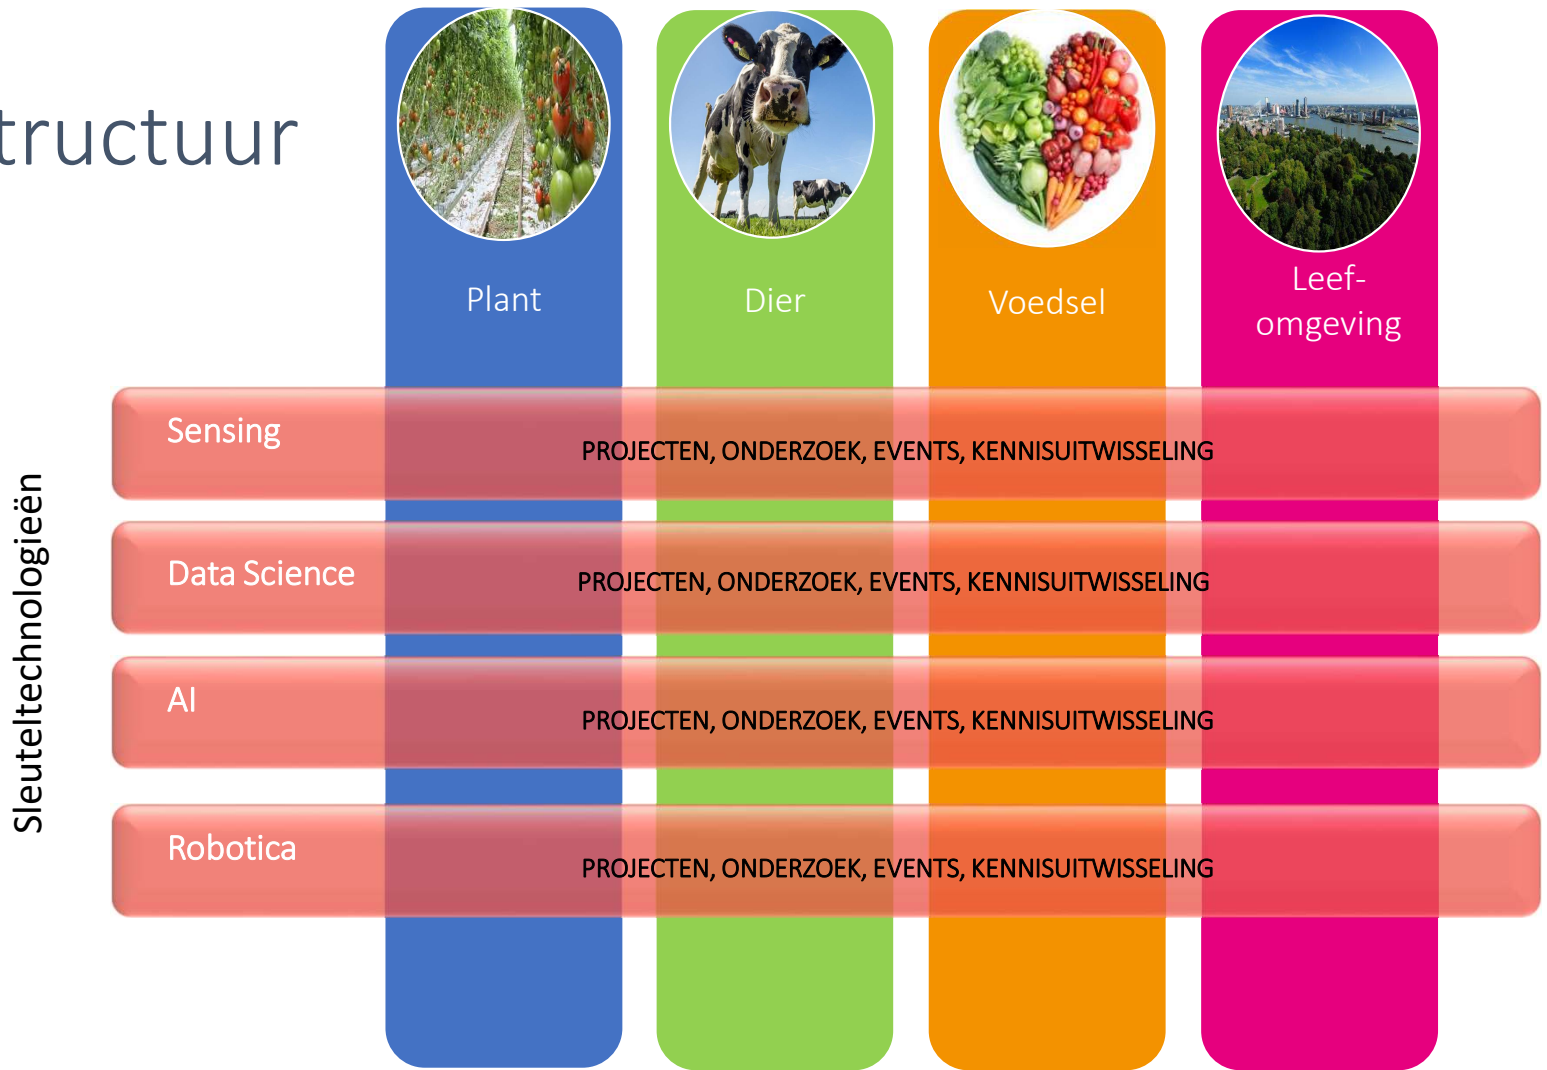 tructuur
Plant
Dier
Voedsel
Leef-
omgeving
Sleuteltechnologieën
Sensing
PROJECTEN, ONDERZOEK, EVENTS, KENNISUITWISSELING
Data Science
PROJECTEN, ONDERZOEK, EVENTS, KENNISUITWISSELING
AI
PROJECTEN, ONDERZOEK, EVENTS, KENNISUITWISSELING
Robotica
PROJECTEN, ONDERZOEK, EVENTS, KENNISUITWISSELING